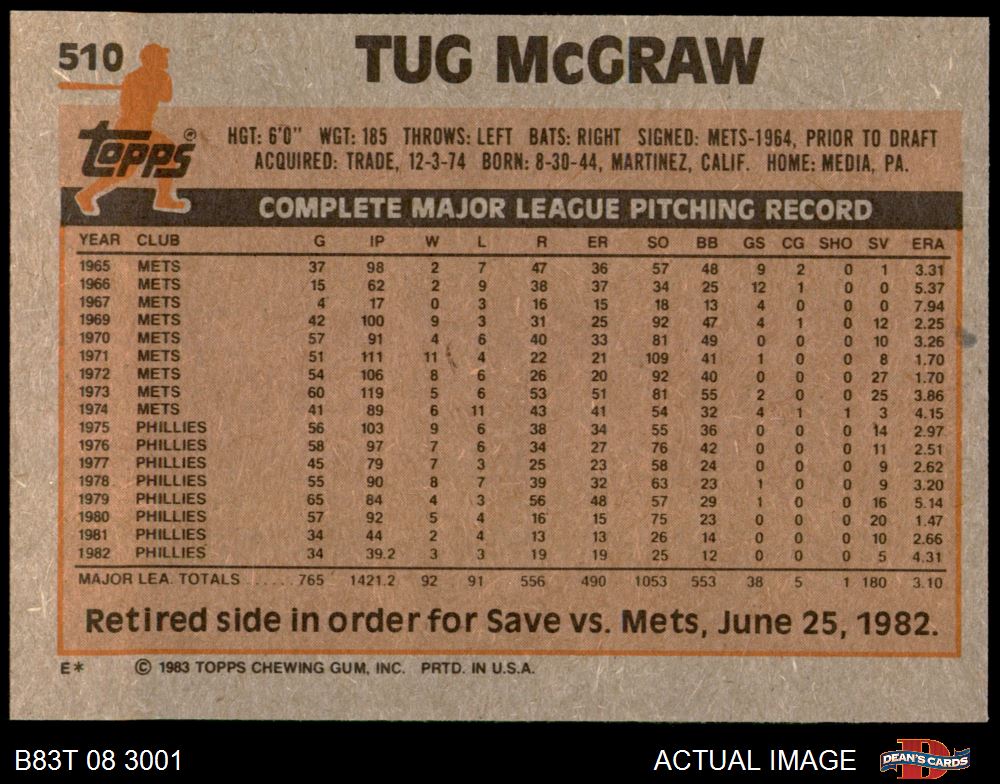 510
TUG McGRAW
Topps ®
HGT: 6'0" WGT: 185 THROWS: LEFT BATS: RIGHT SIGNED: METS-1964, PRIOR TO DRAFT
ACQUIRED: TRADE, 12-3-74 BORN: 8-30-44, MARTINEZ, CALIF. HOME: MEDIA, PA.
COMPLETE MAJOR LEAGUE PITCHING RECORD
YEAR CLUB G IP W L R ER SO BB GS CG SHO SV ERA
1965 METS 37 98 2 7 47 36 57 48 9 2 0 1 3.31
1966 METS 15 62 2 9 38 37 34 25 12 1 0 0 5.37
1967 METS 4 17 0 3 16 15 18 13 4 0 0 0 7.94
1969 METS 42 100 9 3 31 25 92 47 4 1 0 12 2.25
1970 METS 57 91 4 6 40 33 81 49 0 0 0 10 3.26
1971 METS 51 111 11 4 22 21 109 41 1 0 0 8 1.70
1972 METS 54 106 8 6 26 20 92 40 0 0 0 27 1.70
1973 METS 60 119 5 6 53 51 81 55 2 0 0 25 3.86
1974 METS 41 89 6 11 43 41 54 32 4 1 1 3 4.15
1975 PHILLIES 56 103 9 6 38 34 55 36 0 0 0 14 2.97
1976 PHILLIES 58 97 7 6 34 27 76 42 0 0 0 11 2.51
1977 PHILLIES 45 79 7 3 25 23 58 24 0 0 0 9 2.62
1978 PHILLIES 55 90 8 7 39 32 63 23 1 0 0 9 3.20
1979 PHILLIES 65 84 4 3 56 48 57 29 1 0 0 16 5.14
1980 PHILLIES 57 92 5 4 16 15 75 23 0 0 0 20 1.47
1981 PHILLIES 34 44 2 4 13 13 26 14 0 0 0 10 2.66
1982 PHILLIES 34 39.2 3 3 19 19 25 12 0 0 0 5 4.31
MAJOR LEA. TOTALS ...... 765 1421.2 92 91 556 490 1053 553 38 5 1 180 3.10
Retired side in order for Save vs. Mets, June 25, 1982.
E* © 1983 TOPPS CHEWING GUM, INC. PRTD. IN U.S.A.
B83T 08 3001 ACTUAL IMAGE D DEAN'S CARDS